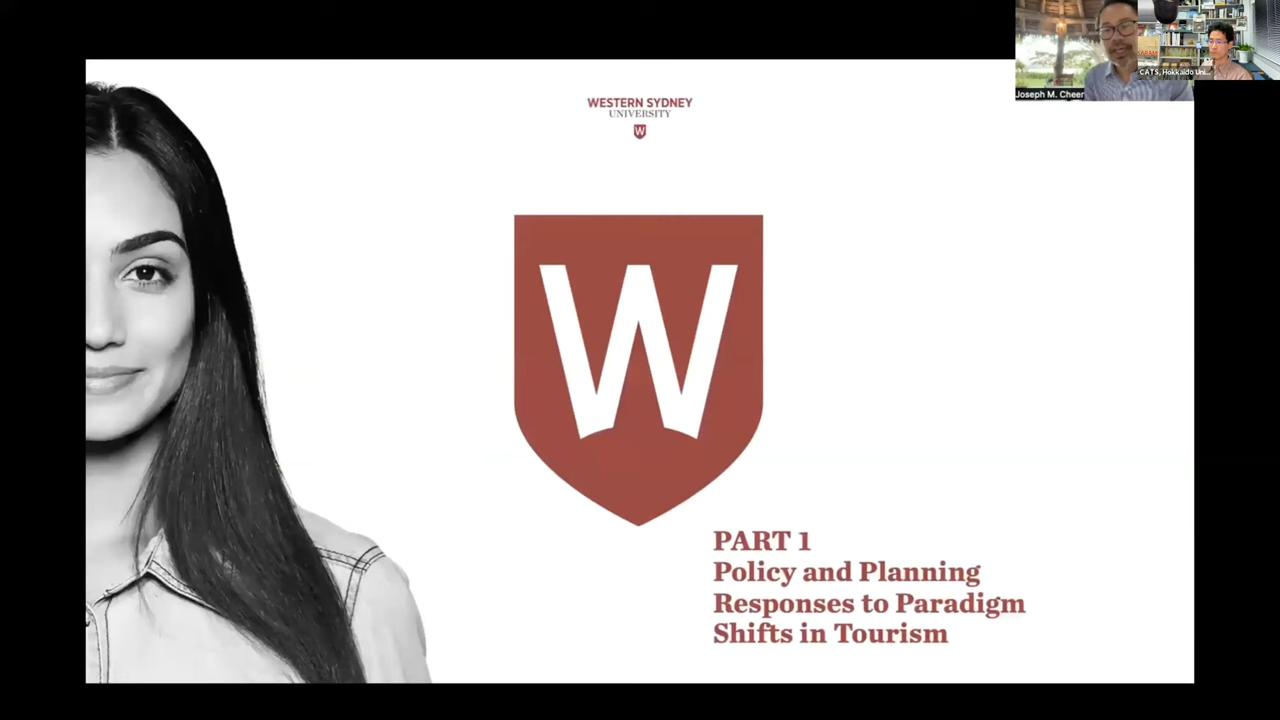 WESTERN SYDNEY
UNIVERSITY
W
W
PART 1
Policy and Planning
Responses to Paradigm
Shifts in Tourism
Joseph M. Cheer
CATS, Hokkaido Uni...